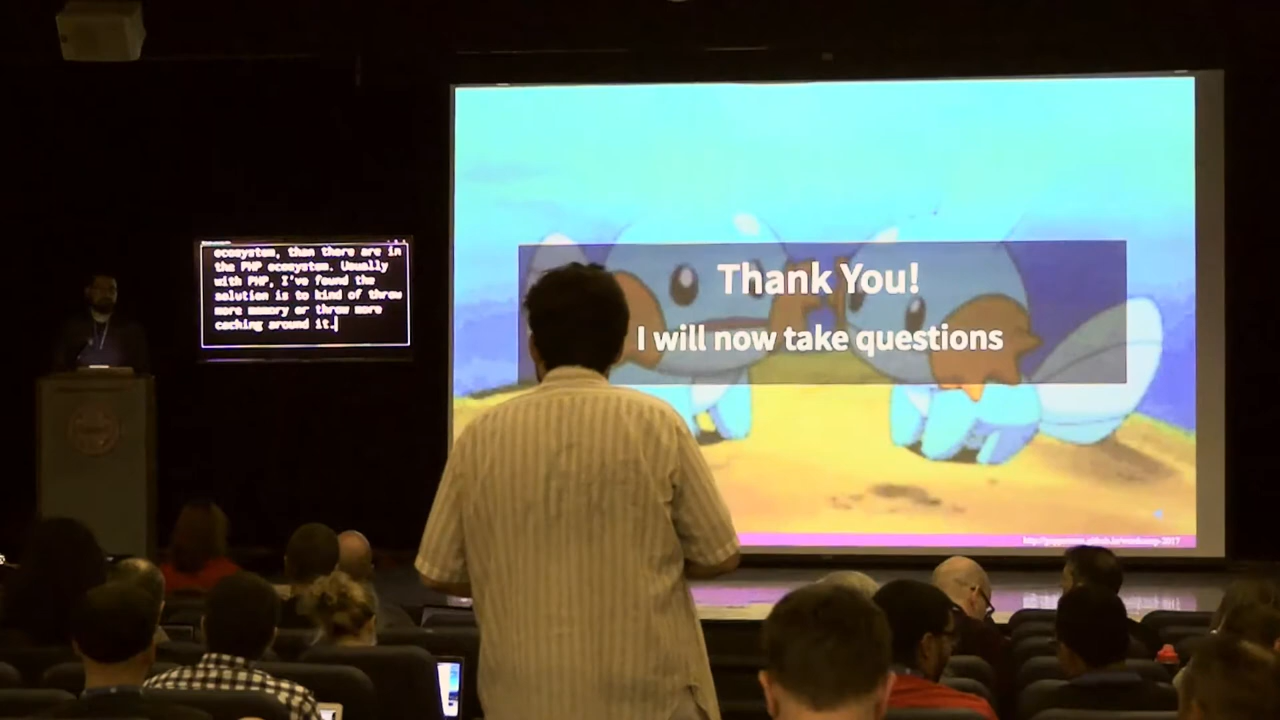 ecosystem, than there are in
the PHP ecosystem. Usually
with PHP, I've found the
solution is to kind of throw
more memory or throw more
caching around it.
Thank You!
I will now take questions